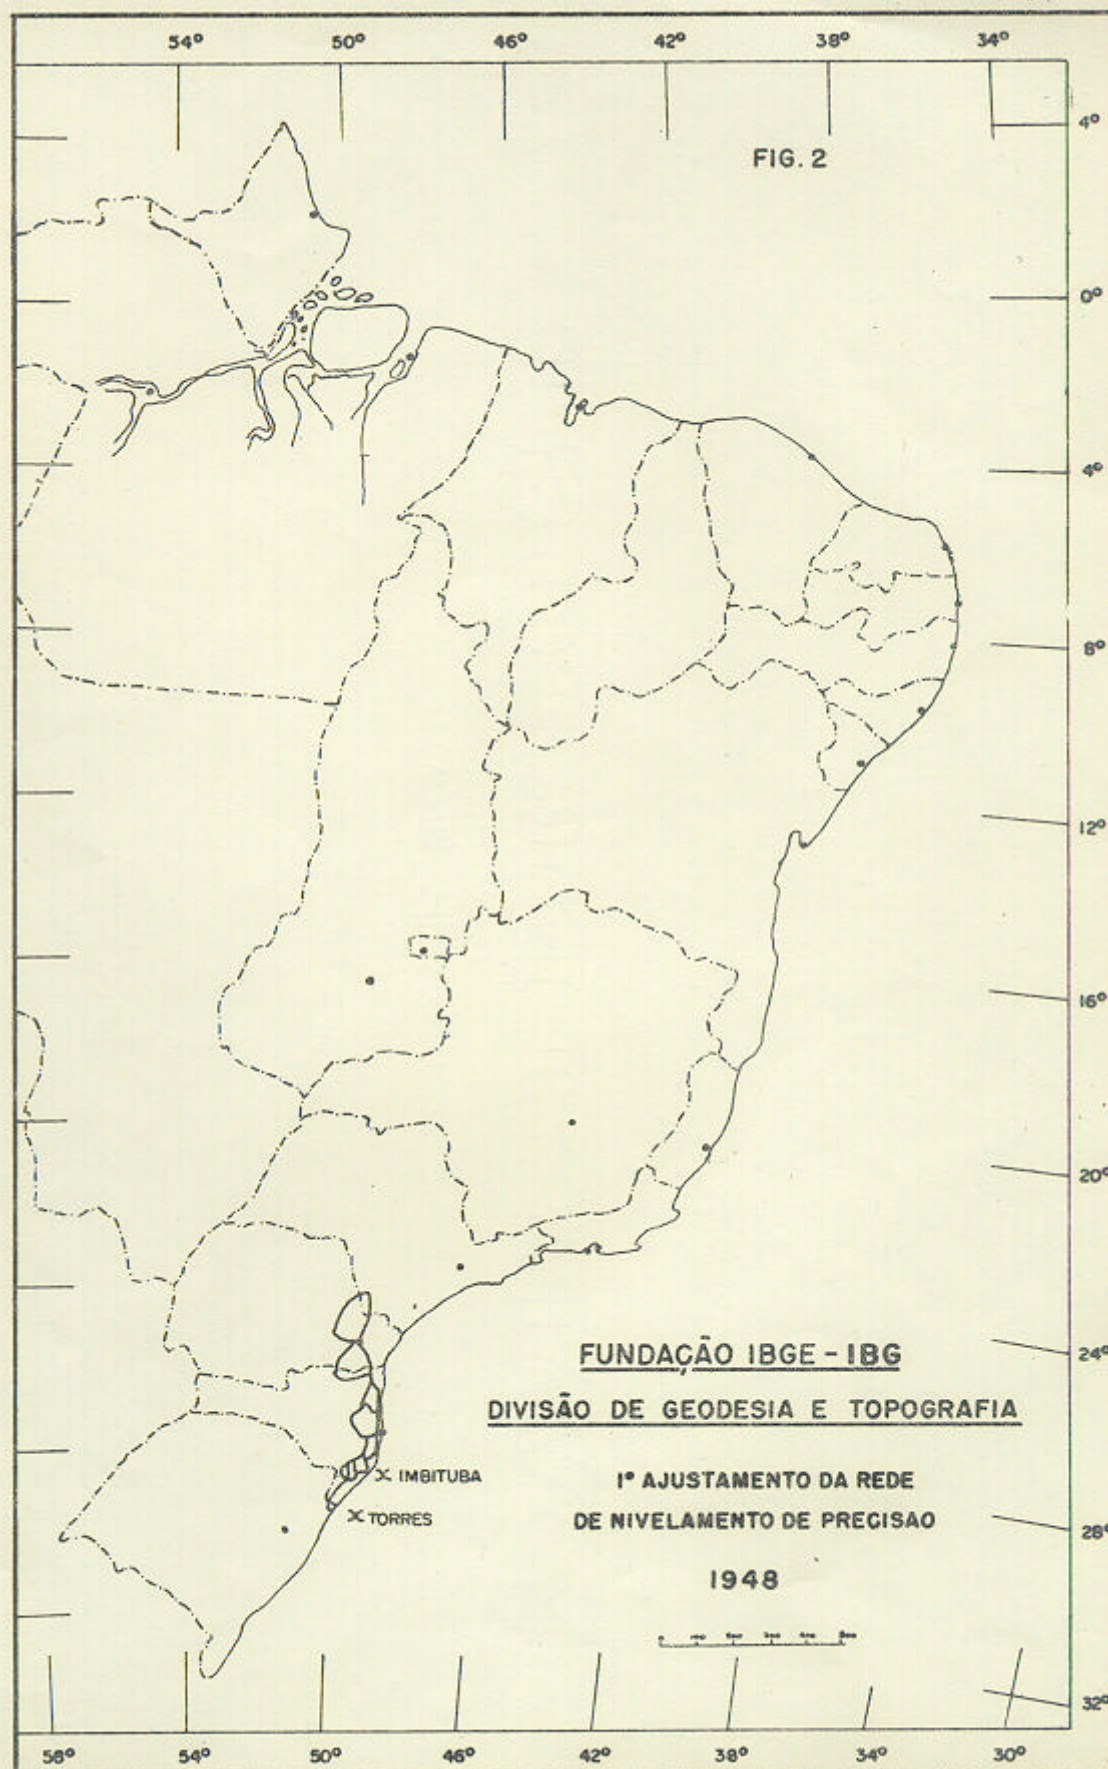 54° 50° 46° 42° 38° 34°
4°
FIG. 2
0°
4°
8°
12°
16°
20°
24°
FUNDAÇÃO IBGE - IBG
DIVISÃO DE GEODESIA E TOPOGRAFIA
IMBITUBA
1º AJUSTAMENTO DA REDE
TORRES
DE NIVELAMENTO DE PRECISAO
28°
1948
32°
58° 54° 50° 46° 42° 38° 34° 30°